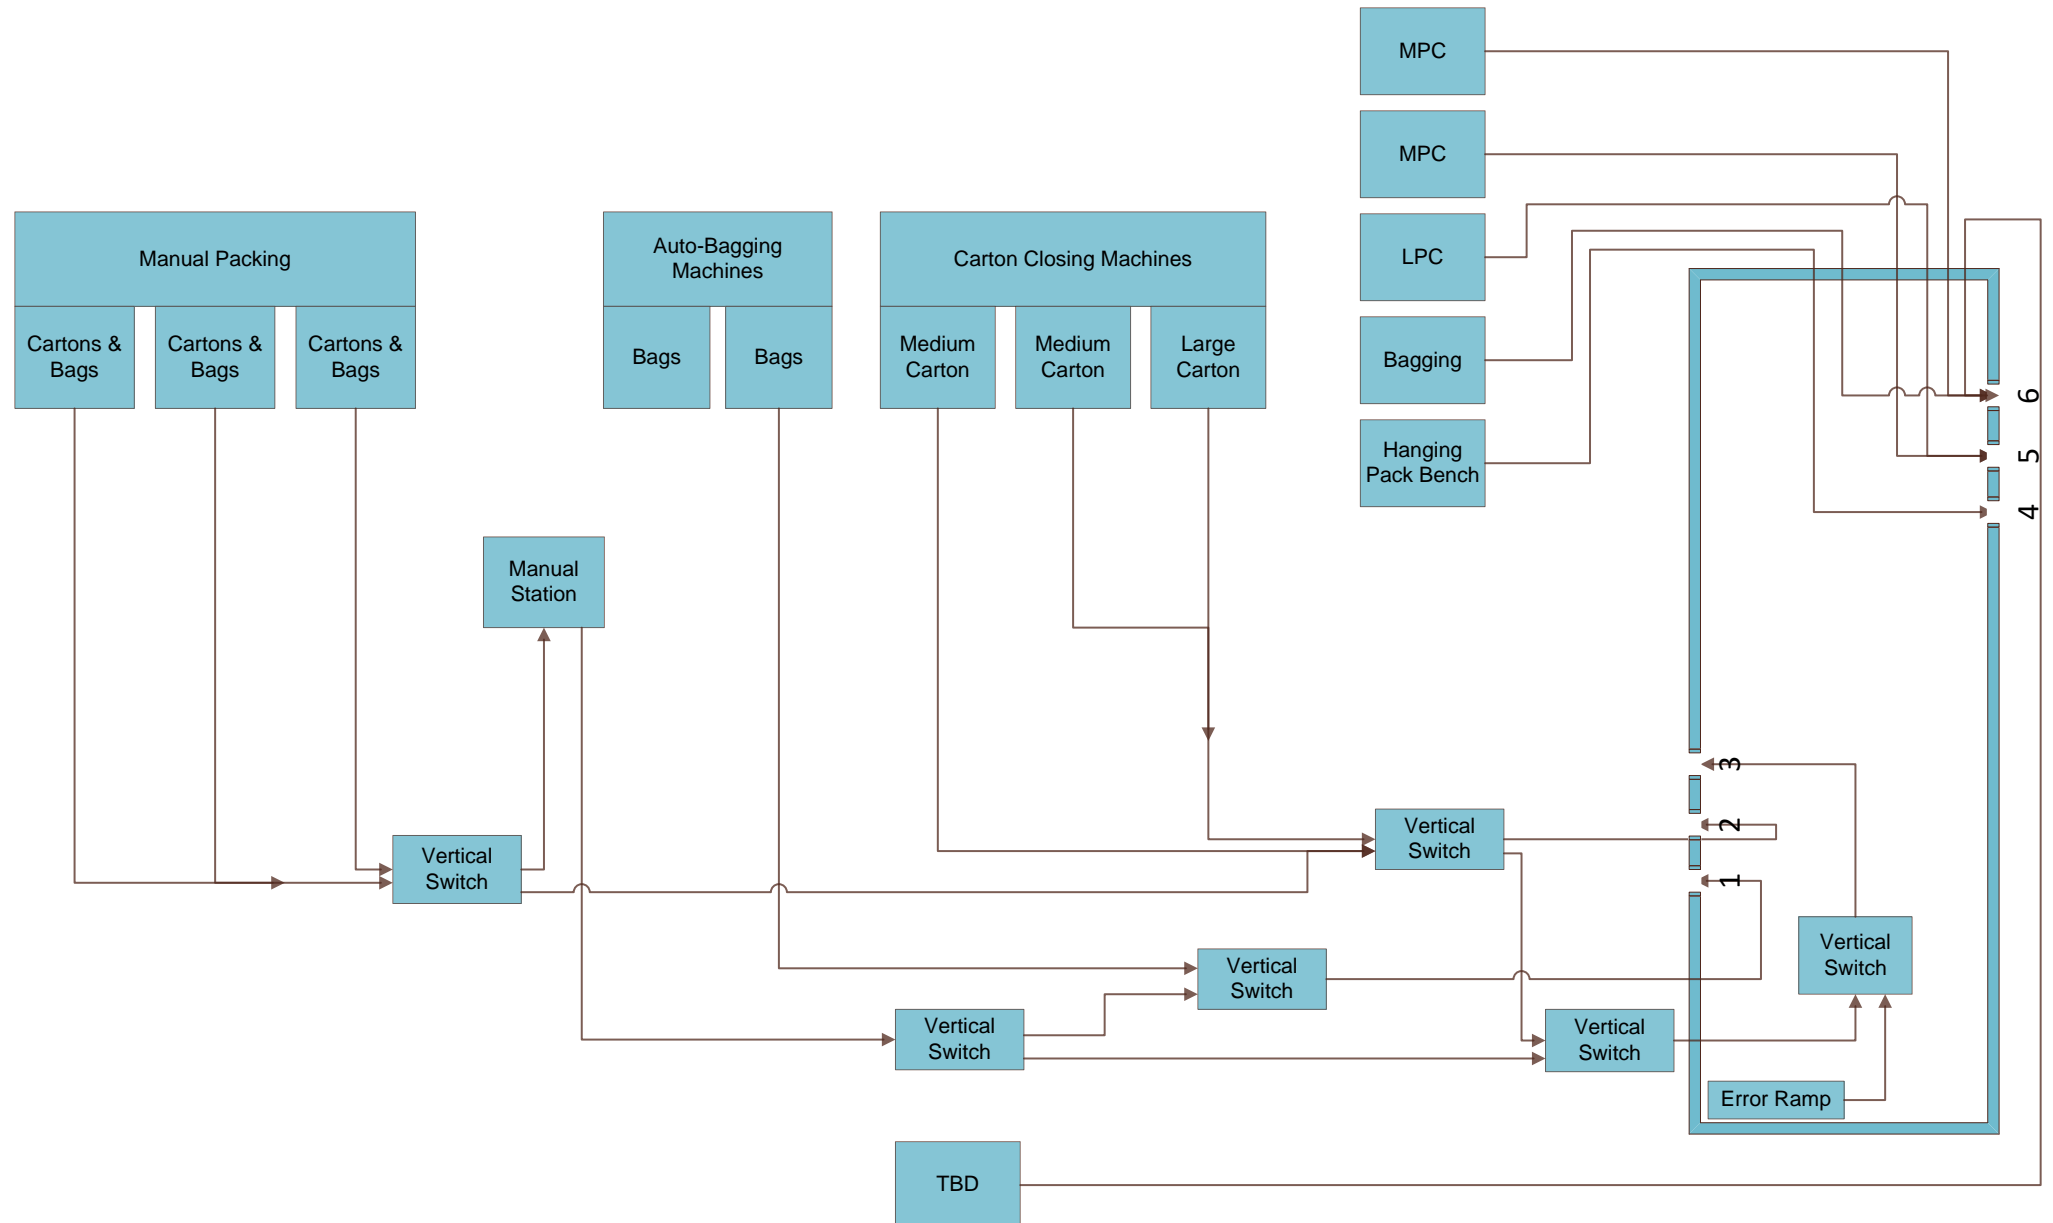 MPC
MPC
LPC
Bagging
Hanging
Pack Bench
Manual Packing
Cartons &
Bags
Cartons &
Bags
Cartons &
Bags
Auto-Bagging
Machines
Bags
Bags
Carton Closing Machines
Medium
Carton
Medium
Carton
Large
Carton
6
5
4
Manual
Station
3
2
1
Vertical
Switch
Vertical
Switch
Vertical
Switch
Vertical
Switch
Vertical
Switch
Vertical
Switch
Error Ramp
TBD